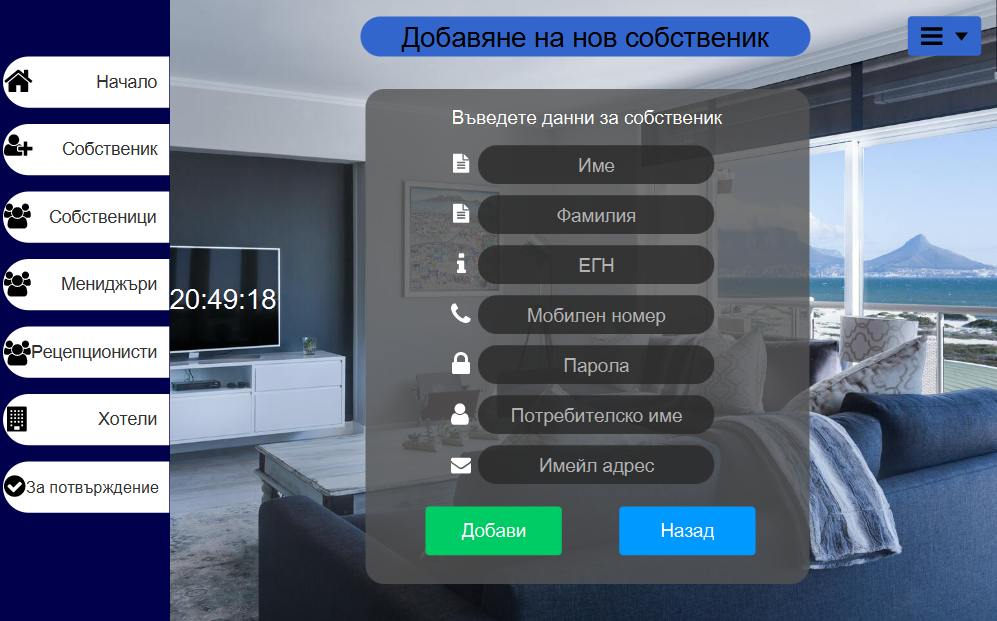 Добавяне на нов собственик
Начало
Собственик
Собственици
Мениджъри
Рецепционисти
Хотели
За потвърждение
20:49:18
Въведете данни за собственик
Име
Фамилия
ЕГН
Мобилен номер
Парола
Потребителско име
Имейл адрес
Добави
Назад